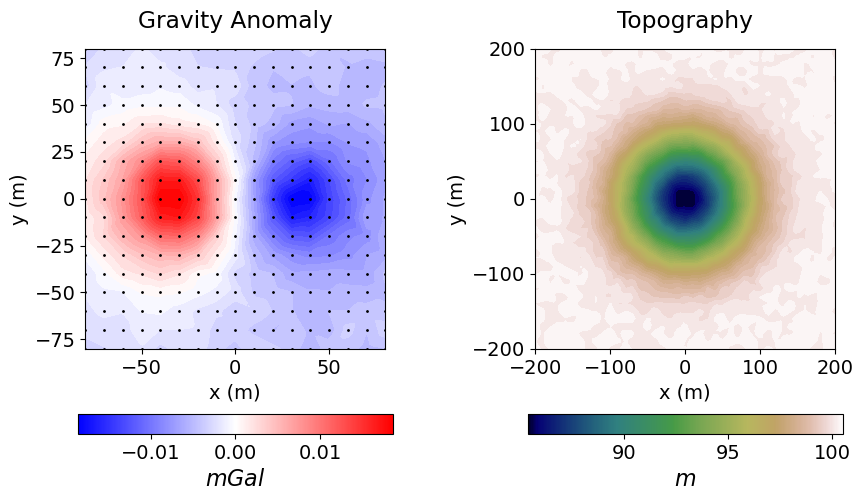 Gravity Anomaly
75
50
25
0
−25
−50
−75
y (m)
−50 0 50
x (m)
−0.01 0.00 0.01
mGal
Topography
200
100
0
−100
−200
y (m)
−200 −100 0 100 200
x (m)
90 95 100
m